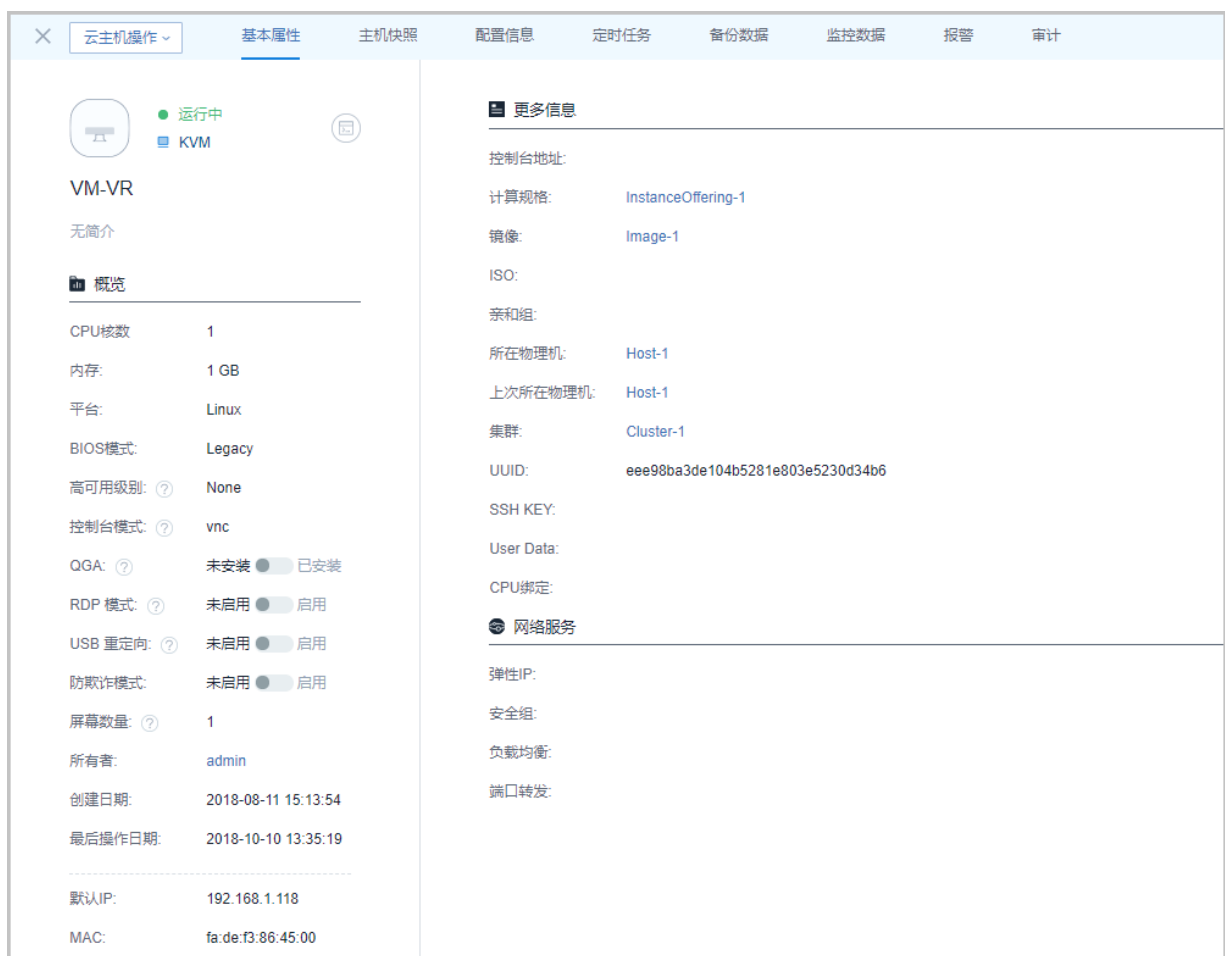 云主机操作 基本属性 主机快照 配置信息 定时任务 备份数据 监控数据 报警 审计
运行中
KVM
VM-VR
无简介
概览
CPU核数 1
内存: 1 GB
平台: Linux
BIOS模式: Legacy
高可用级别: ? None
控制台模式: ? vnc
QGA: ? 未安装 已安装
RDP 模式: ? 未启用 启用
USB 重定向: ? 未启用 启用
防欺诈模式: 未启用 启用
屏幕数量: ? 1
所有者: admin
创建日期: 2018-08-11 15:13:54
最后操作日期: 2018-10-10 13:35:19
默认IP: 192.168.1.118
MAC: fa:de:f3:86:45:00
更多信息
控制台地址:
计算规格: InstanceOffering-1
镜像: Image-1
ISO:
亲和组:
所在物理机: Host-1
上次所在物理机: Host-1
集群: Cluster-1
UUID: eee98ba3de104b5281e803e5230d34b6
SSH KEY:
User Data:
CPU绑定:
网络服务
弹性IP:
安全组:
负载均衡:
端口转发: